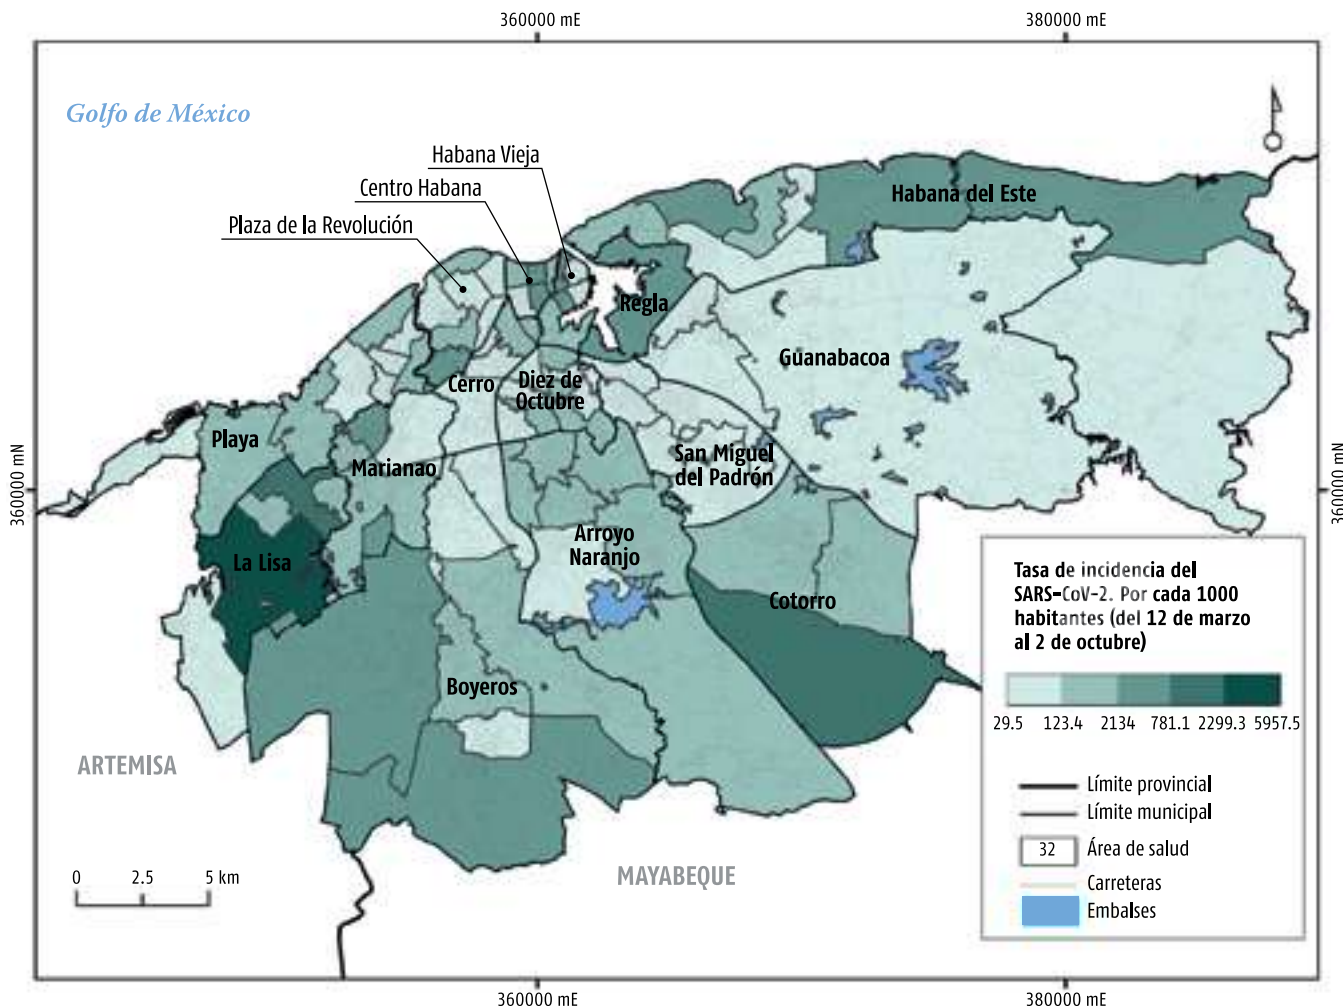 360000 mE
380000 mE
Golfo de México
Habana Vieja
Centro Habana
Plaza de la Revolución
Habana del Este
Regla
Guanabacoa
Cerro
Diez de
Octubre
Playa
Marianao
San Miguel
del Padrón
360000 mN
360000 mN
La Lisa
Arroyo
Naranjo
Cotorro
Boyeros
ARTEMISA
MAYABEQUE
0 2.5 5 km
Tasa de incidencia del
SARS-CoV-2. Por cada 1000
habitantes (del 12 de marzo
al 2 de octubre)
29.5 123.4 2134 781.1 2299.3 5957.5
Límite provincial
Límite municipal
32 Área de salud
Carreteras
Embalses
360000 mE
380000 mE